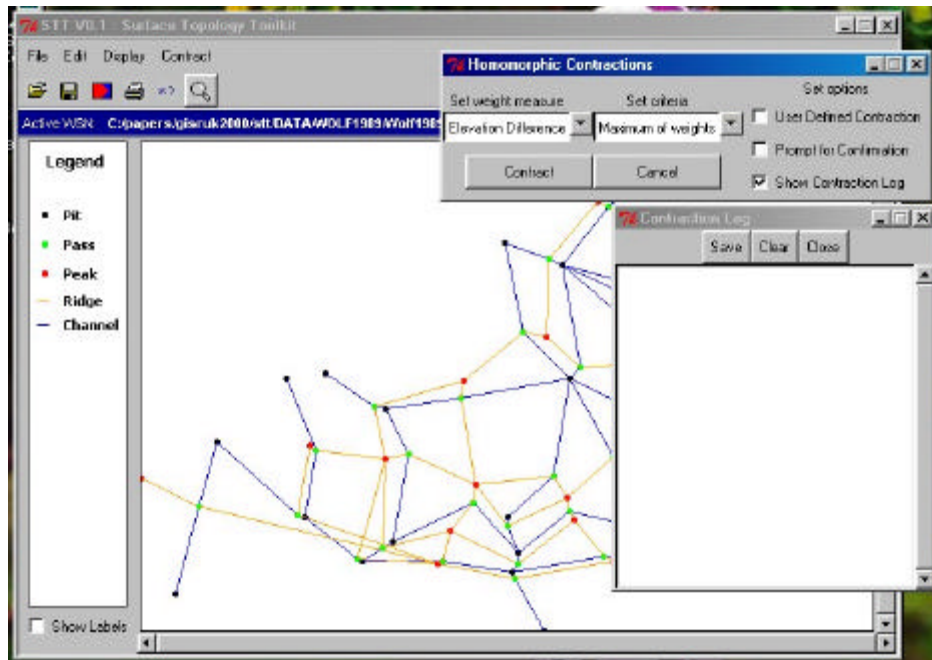 STT V0.1 - Surface Topology Toolkit
File Edit Display Contract
Active WSN: C:/papers/gisruk2000/stt/DATA/WOLF1989/Wolf198
Legend
Pit
Pass
Peak
Ridge
Channel
Show Labels
Homomorphic Contractions
Set weight measure
Set criteria
Set options
Elevation Difference
Maximum of weights
User Defined Contraction
Prompt for Confirmation
Show Contraction Log
Contract
Cancel
Contraction Log
Save Clear Close